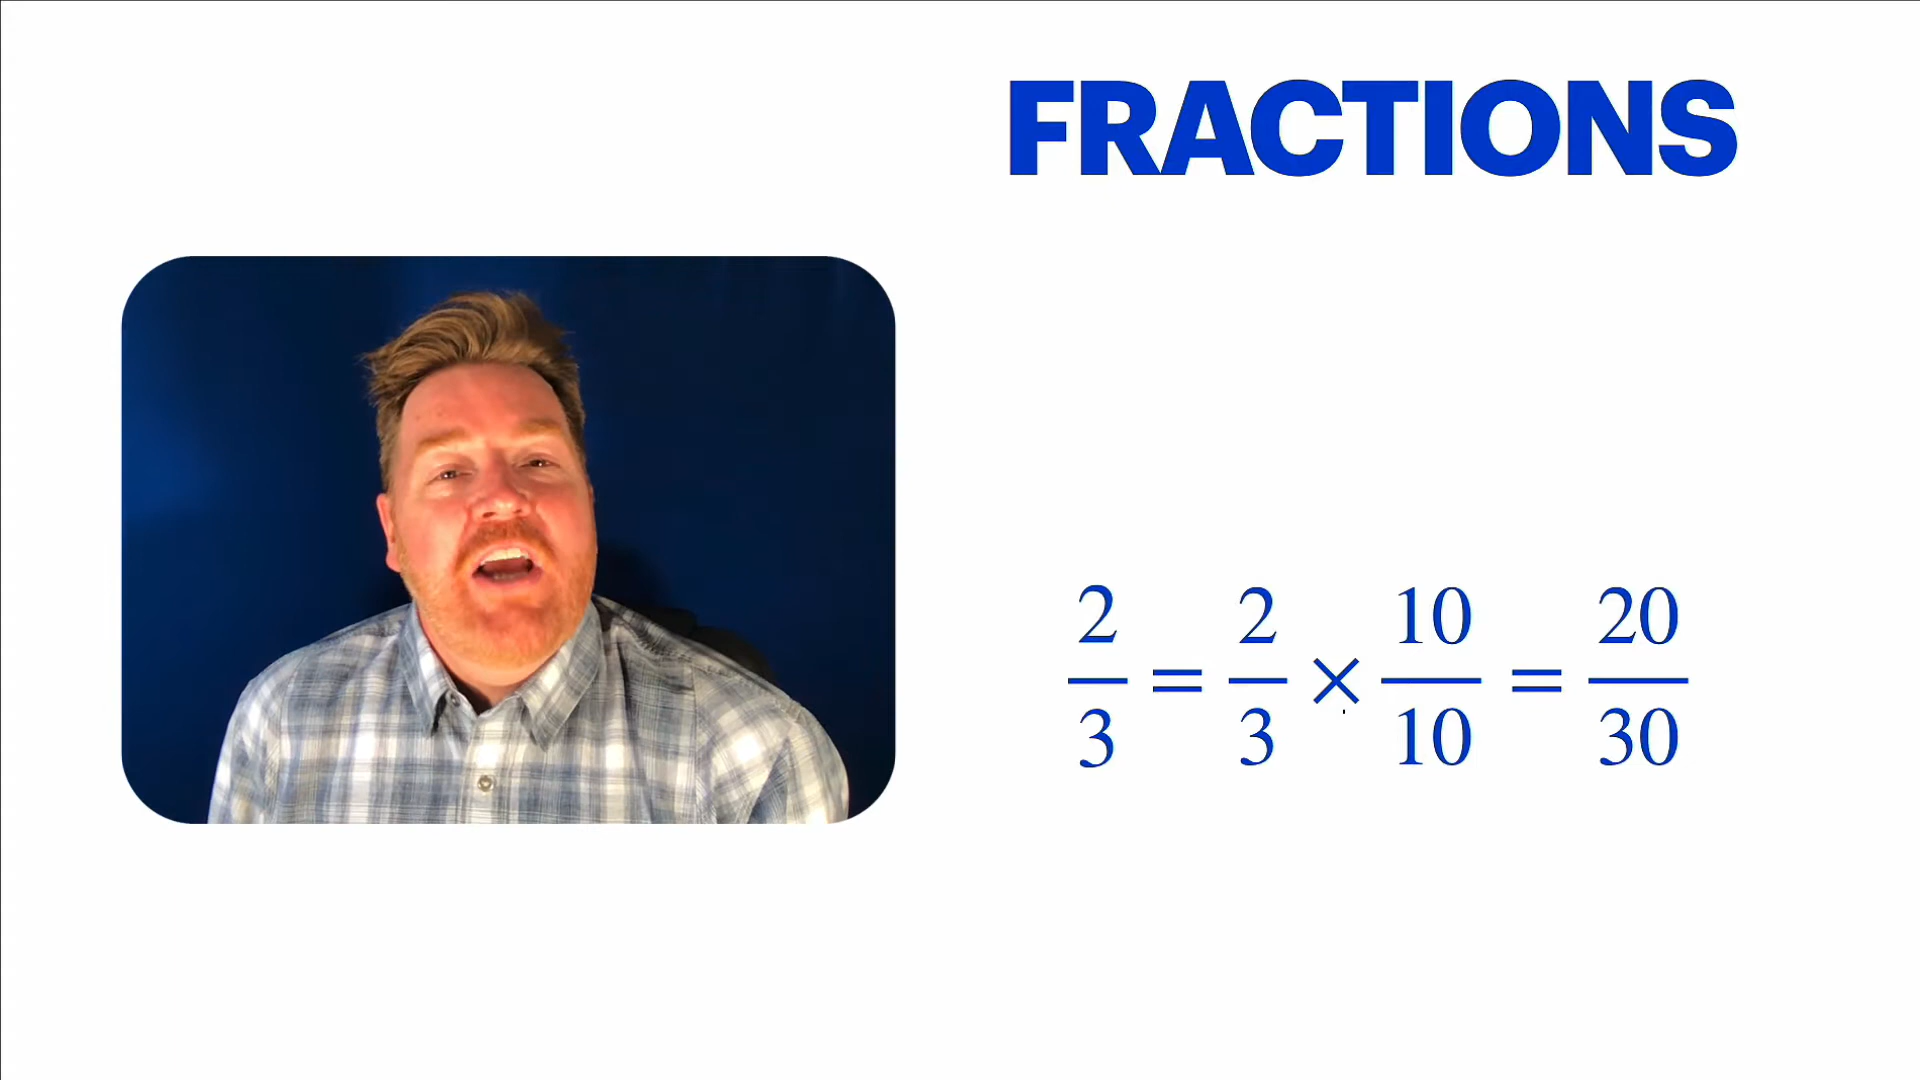 FRACTIONS
2/3 = 2/3 × 10/10 = 20/30